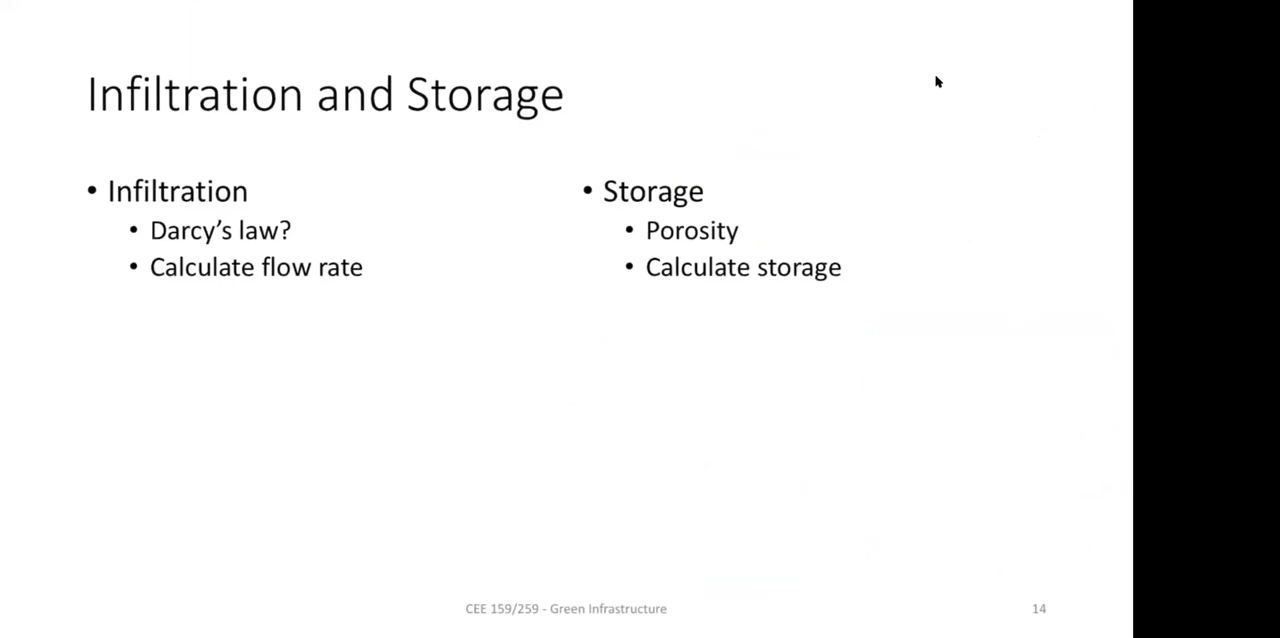 Infiltration and Storage
• Infiltration
• Darcy’s law?
• Calculate flow rate
• Storage
• Porosity
• Calculate storage
CEE 159/259 - Green Infrastructure
14